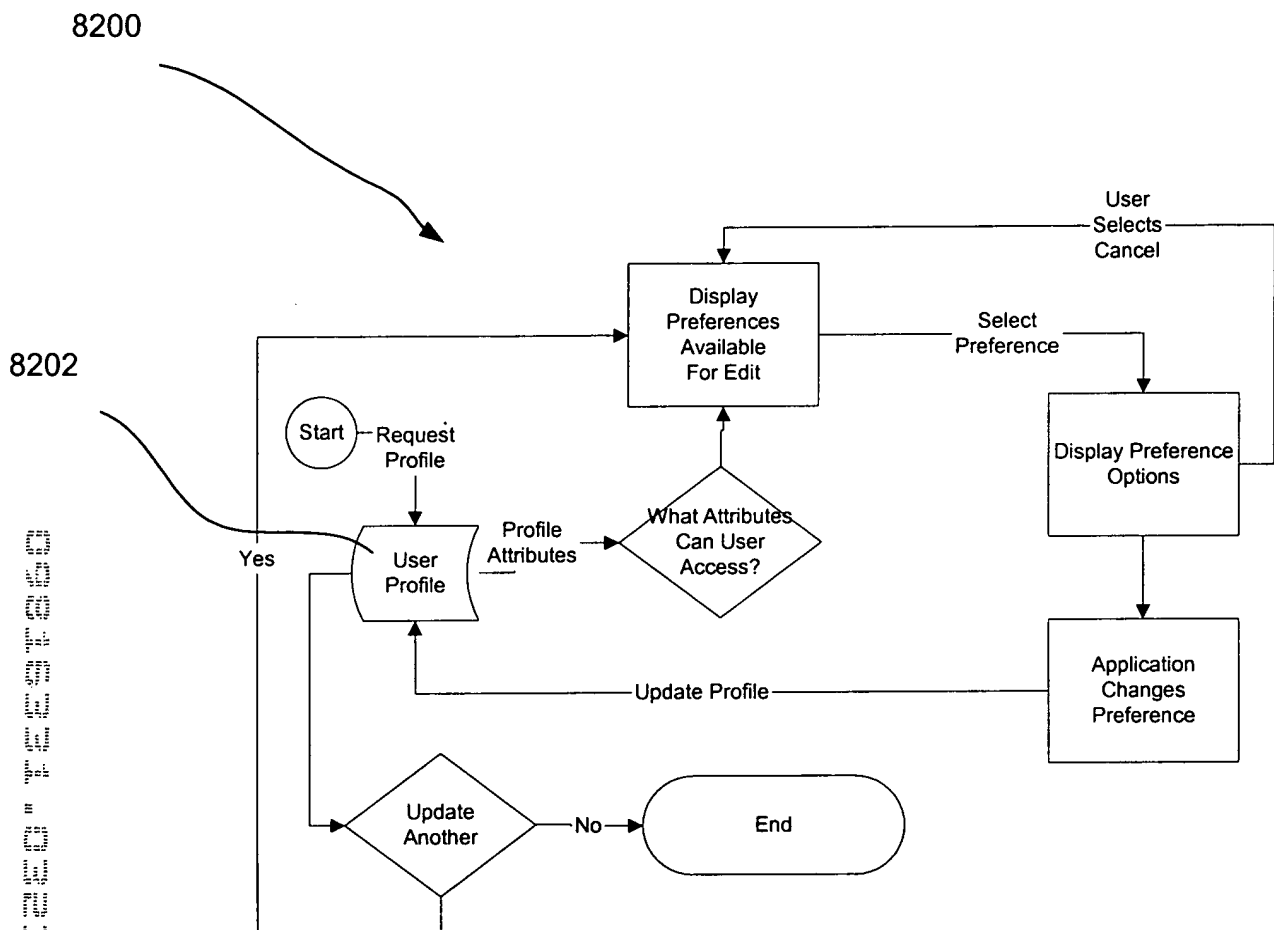 8200
User
Selects
Cancel
Display
Preferences
Available
For Edit
Select
Preference
8202
Start
Request
Profile
Display Preference
Options
Yes
User
Profile
Profile
Attributes
What Attributes
Can User
Access?
Update Profile
Application
Changes
Preference
Update
Another
No
End